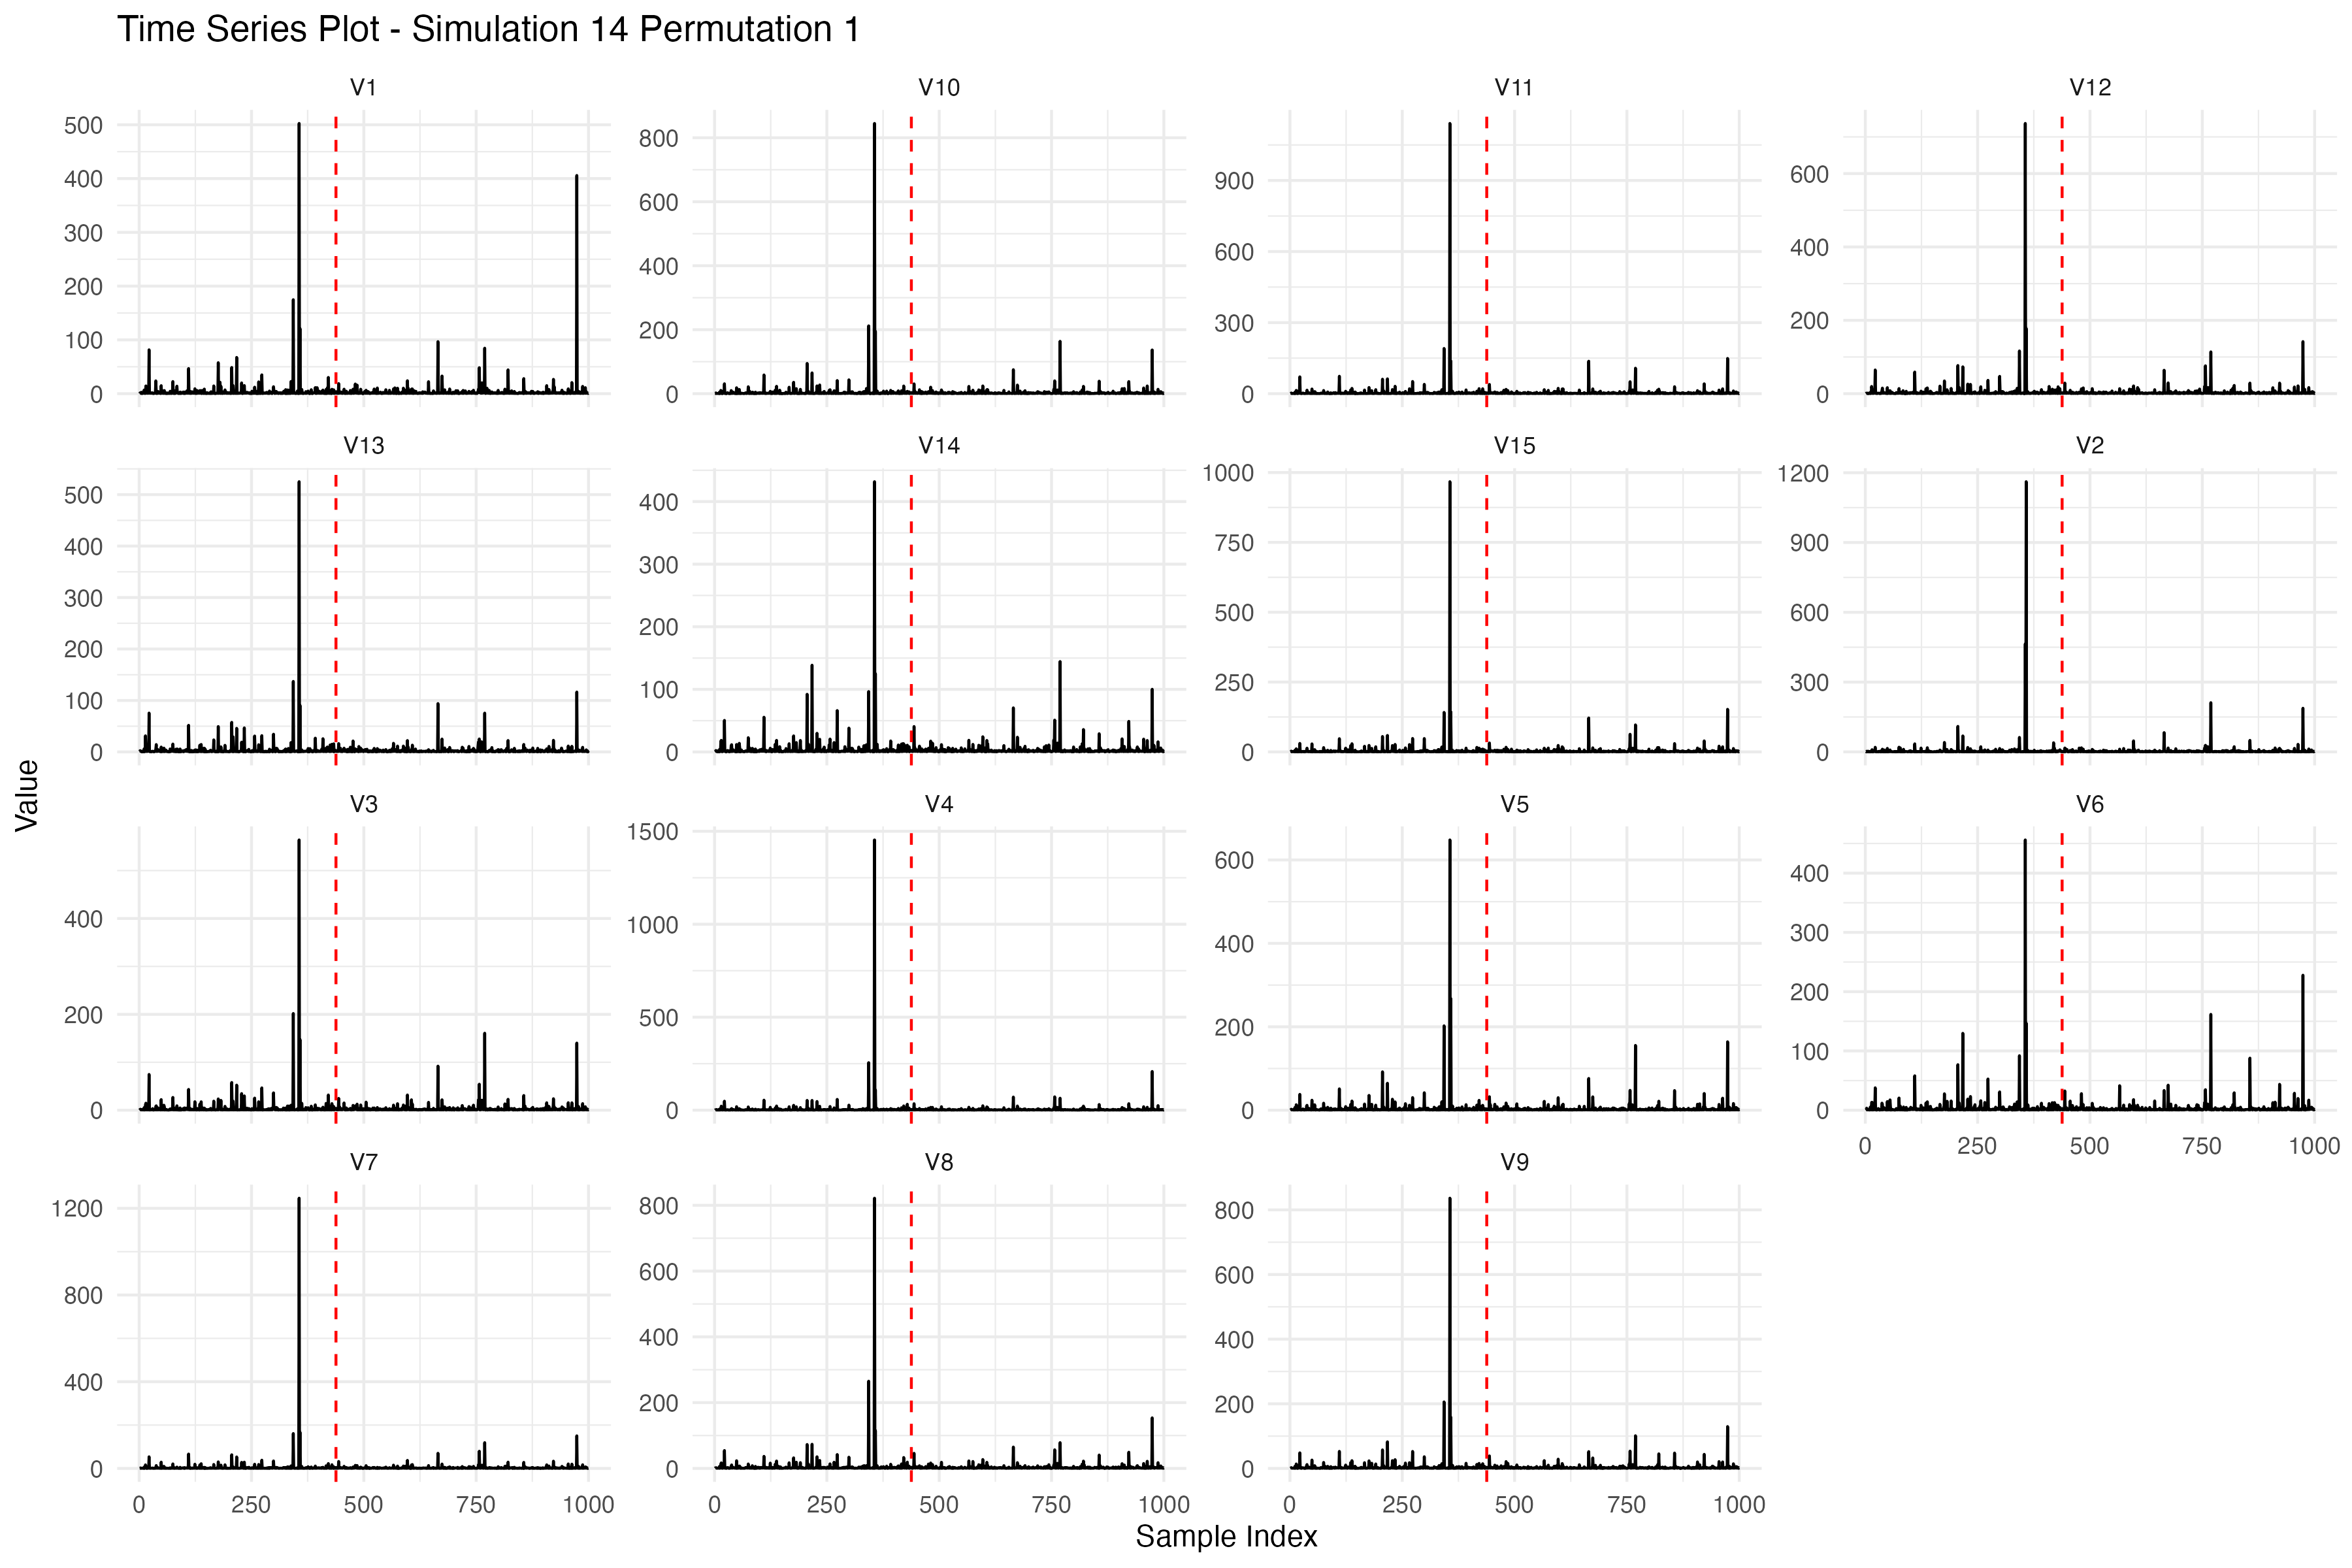 Time Series Plot - Simulation 14 Permutation 1
V1 V10 V11 V12
500 400 300 200 100 0
800 600 400 200 0
900 600 300 0
600 400 200 0
V13 V14 V15 V2
500 400 300 200 100 0
400 300 200 100 0
1000 750 500 250 0
1200 900 600 300 0
V3 V4 V5 V6
400 200 0
1500 1000 500 0
600 400 200 0
400 300 200 100 0
0 250 500 750 1000
V7 V8 V9
1200 800 400 0
800 600 400 200 0
800 600 400 200 0
0 250 500 750 1000
0 250 500 750 1000
0 250 500 750 1000
Value
Sample Index